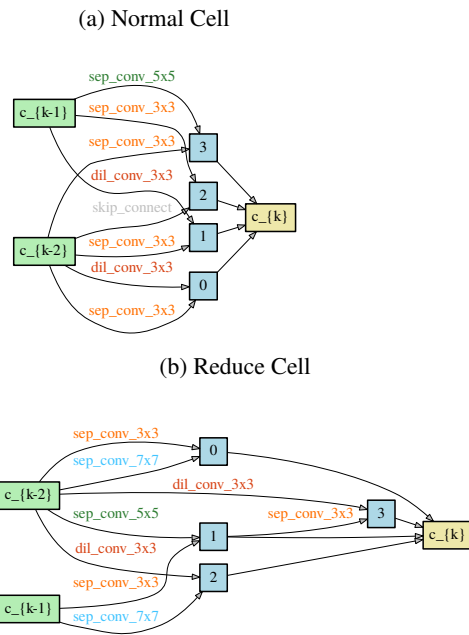 (a) Normal Cell
sep_conv_5x5
c_{k-1}
sep_conv_3x3
sep_conv_3x3
3
dil_conv_3x3
2
skip_connect
c_{k}
1
c_{k-2}
sep_conv_3x3
dil_conv_3x3
0
sep_conv_3x3
(b) Reduce Cell
sep_conv_3x3
0
sep_conv_7x7
dil_conv_3x3
c_{k-2}
sep_conv_5x5
sep_conv_3x3
3
1
c_{k}
dil_conv_3x3
sep_conv_3x3
2
c_{k-1}
sep_conv_7x7